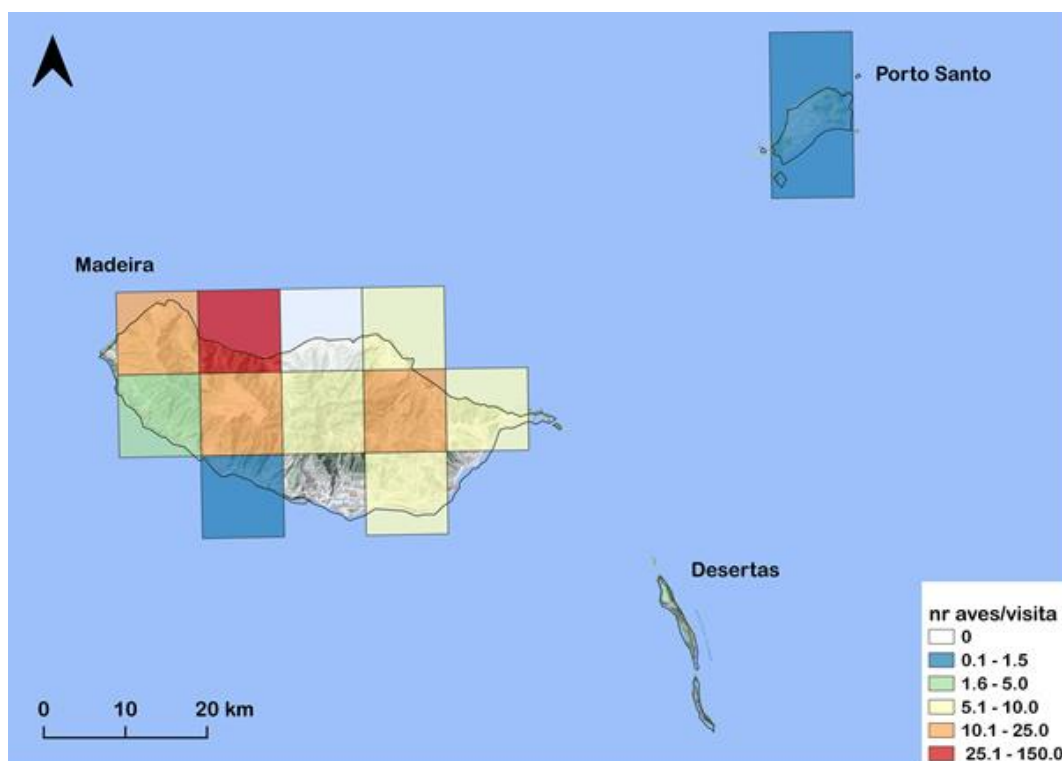 Porto Santo
Madeira
Desertas
nr aves/visita
0
0.1 - 1.5
1.6 - 5.0
5.1 - 10.0
10.1 - 25.0
25.1 - 150.0
0 10 20 km